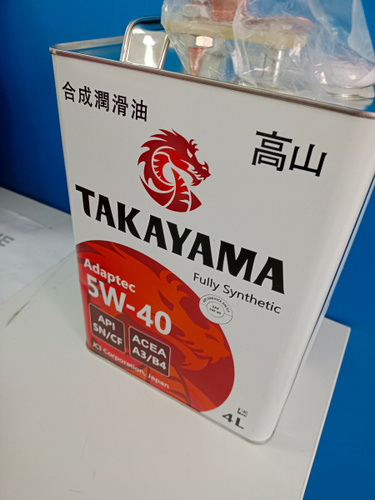 合成潤滑油
高山
TAKAYAMA
Fully Synthetic
Adaptec
5W-40
API
SN/CF
ACEA
A3/B4
JCJ Corporation, Japan
4L